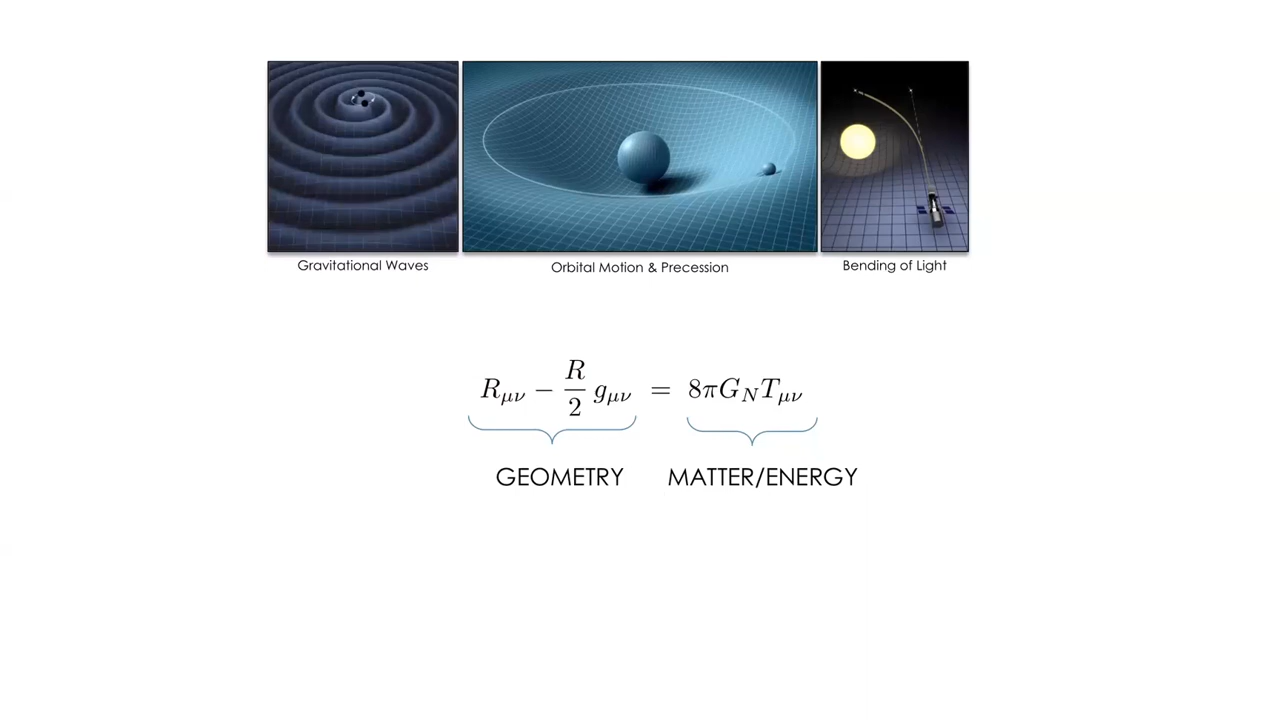 Gravitational Waves
Orbital Motion & Precession
Bending of Light
R_{μν} − \frac{R}{2} g_{μν} = 8πG_N T_{μν}
GEOMETRY
MATTER/ENERGY